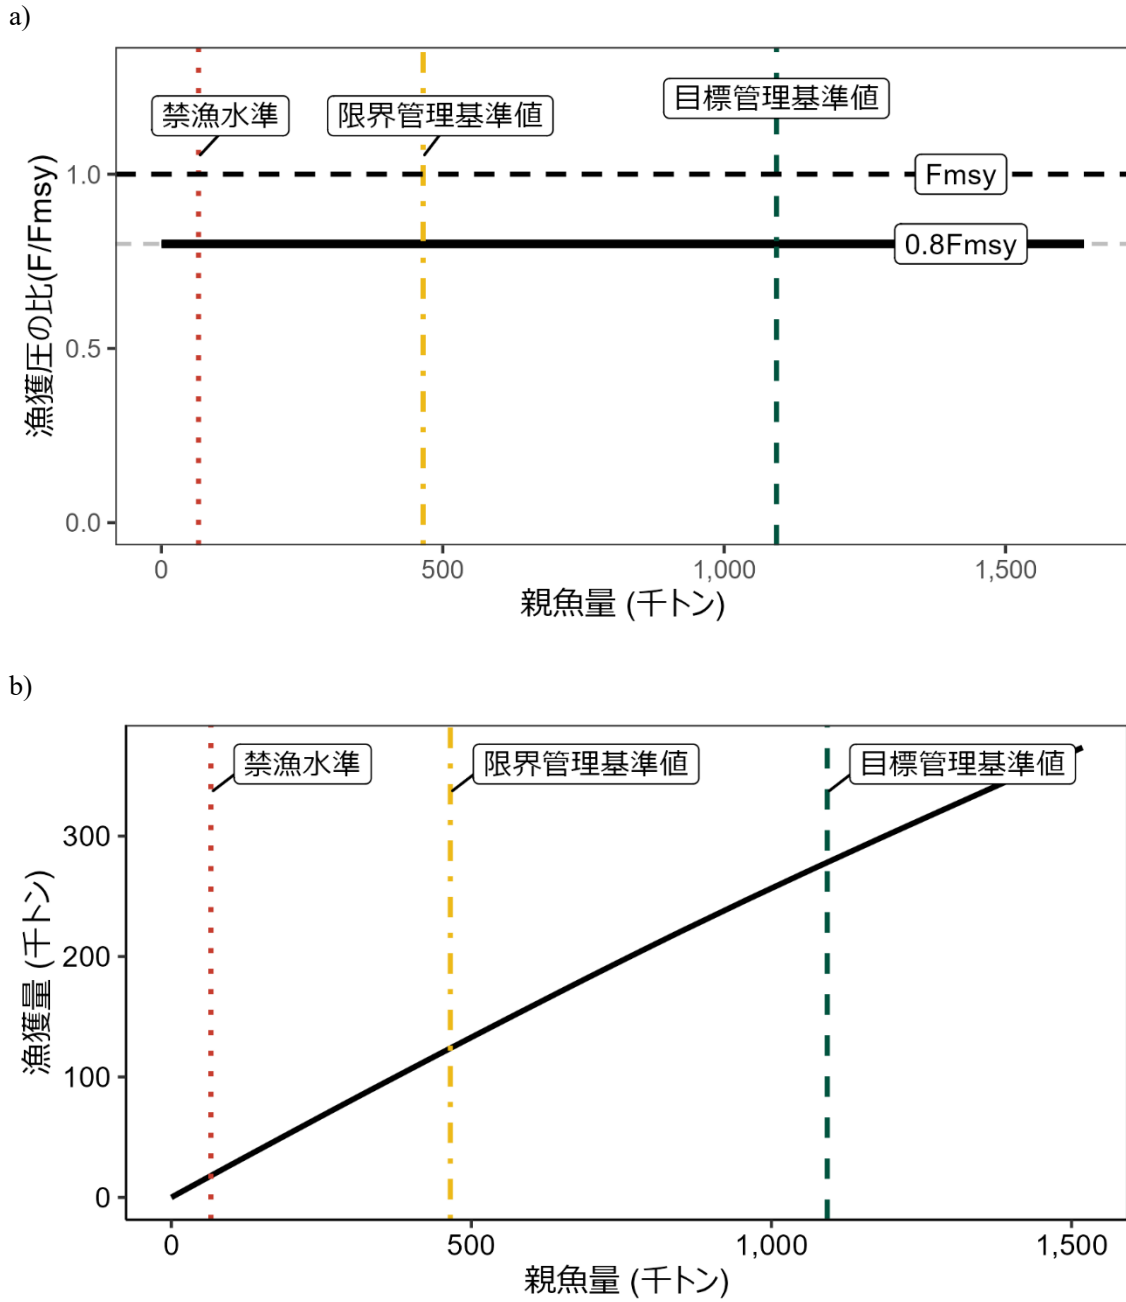 a)
禁漁水準
限界管理基準値
目標管理基準値
Fmsy
0.8Fmsy
漁獲圧の比(F/Fmsy)
1.0
0.5
0.0
0
500
1,000
1,500
親魚量 (千トン)
b)
禁漁水準
限界管理基準値
目標管理基準値
漁獲量 (千トン)
300
200
100
0
0
500
1,000
1,500
親魚量 (千トン)